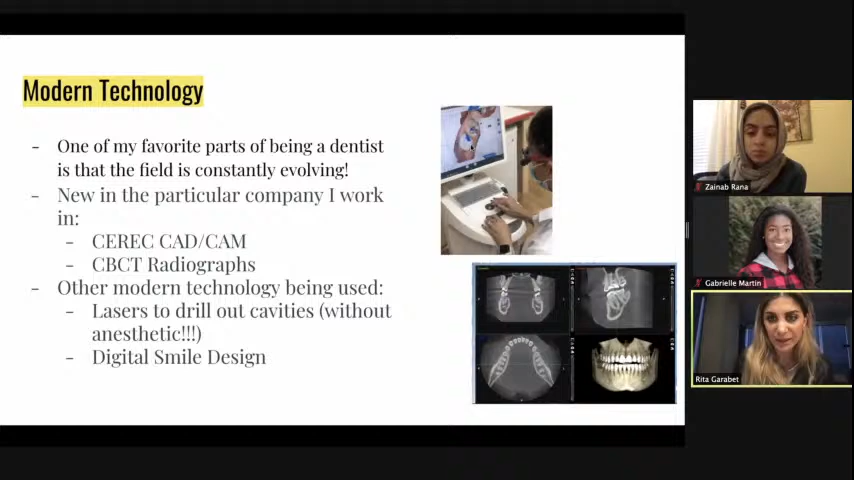 Modern Technology
- One of my favorite parts of being a dentist
is that the field is constantly evolving!
- New in the particular company I work
in:
- CEREC CAD/CAM
- CBCT Radiographs
- Other modern technology being used:
- Lasers to drill out cavities (without
anesthetic!!!)
- Digital Smile Design
Zainab Rana
Gabrielle Martin
Rita Garabet